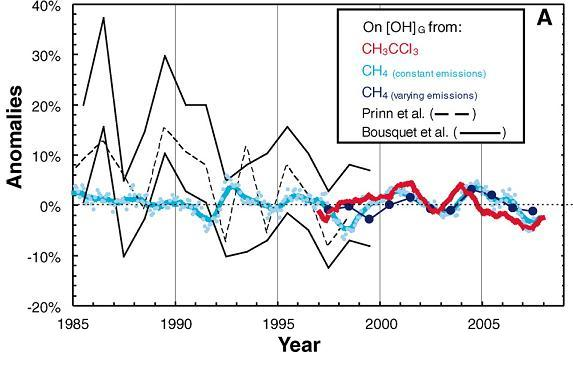 40%
30%
20%
10%
0%
-10%
-20%
Anomalies
A
On [OH]G from:
CH3CCl3
CH4 (constant emissions)
CH4 (varying emissions)
Prinn et al. ( — — )
Bousquet et al. ( —— )
1985 1990 1995 2000 2005
Year